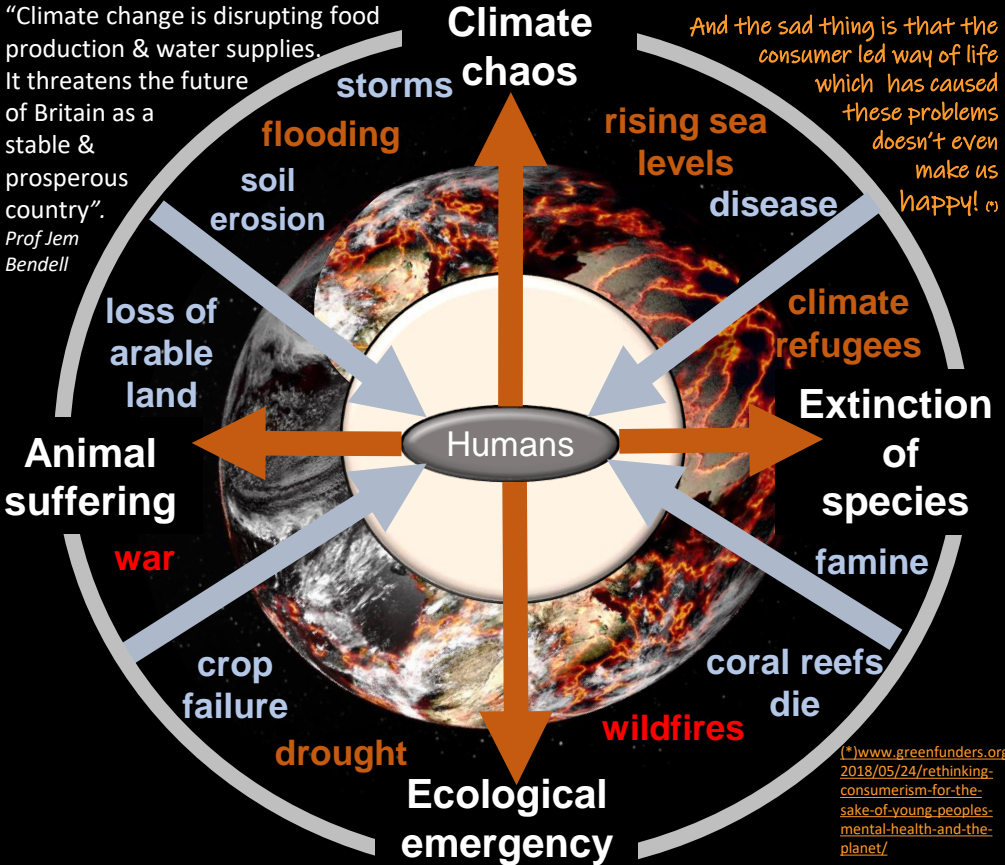 “Climate change is disrupting food
production & water supplies.
It threatens the future
of Britain as a
stable &
prosperous
country”.
Prof Jem
Bendell
Climate
chaos
And the sad thing is that the
consumer led way of life
which has caused
these problems
doesn't even
make us
happy! (*)
storms
flooding
soil
erosion
rising sea
levels
disease
loss of
arable
land
climate
refugees
Animal
suffering
Humans
Extinction
of
species
war
famine
crop
failure
coral reefs
die
drought
wildfires
Ecological
emergency
(*)www.greenfunders.org
2018/05/24/rethinking-
consumerism-for-the-
sake-of-young-peoples-
mental-health-and-the-
planet/